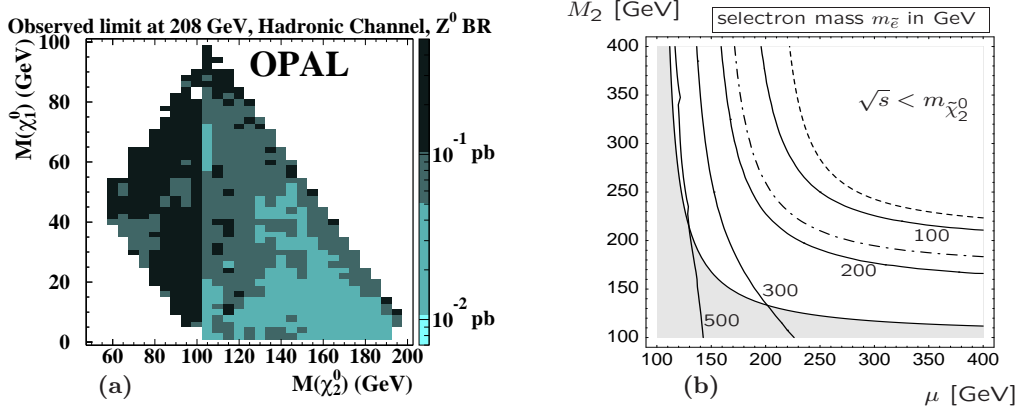 Observed limit at 208 GeV, Hadronic Channel, Z⁰ BR
OPAL
M(χ₁⁰) (GeV)
100
80
60
40
20
0
60 80 100 120 140 160 180 200
M(χ₂⁰) (GeV)
10⁻¹ pb
10⁻² pb
(a)
M₂ [GeV]
selectron mass m_ẽ in GeV
400
350
300
250
200
150
100
√s < m_χ̃₂⁰
100
200
300
500
100 150 200 250 300 350 400
μ [GeV]
(b)